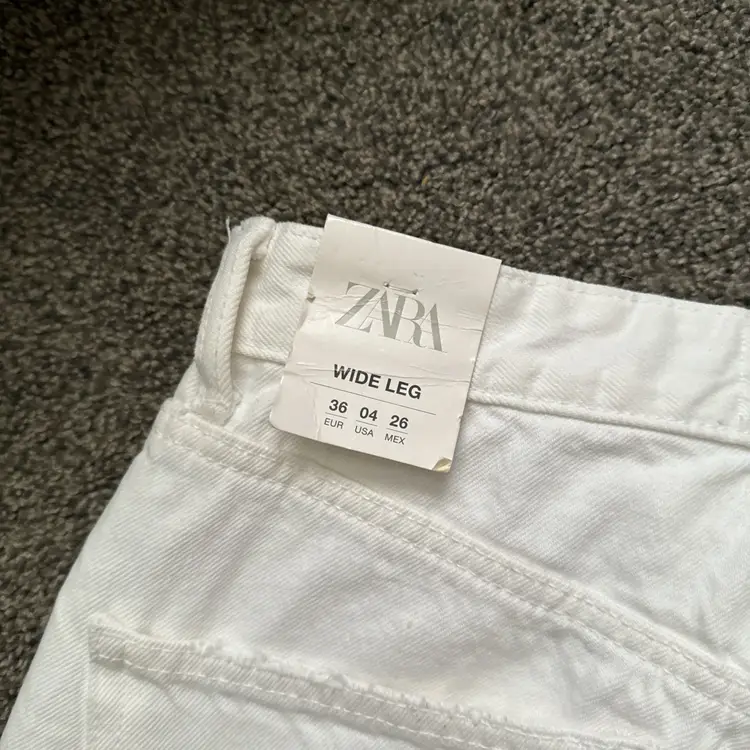 ZARA
WIDE LEG
36 04 26
EUR USA MEX